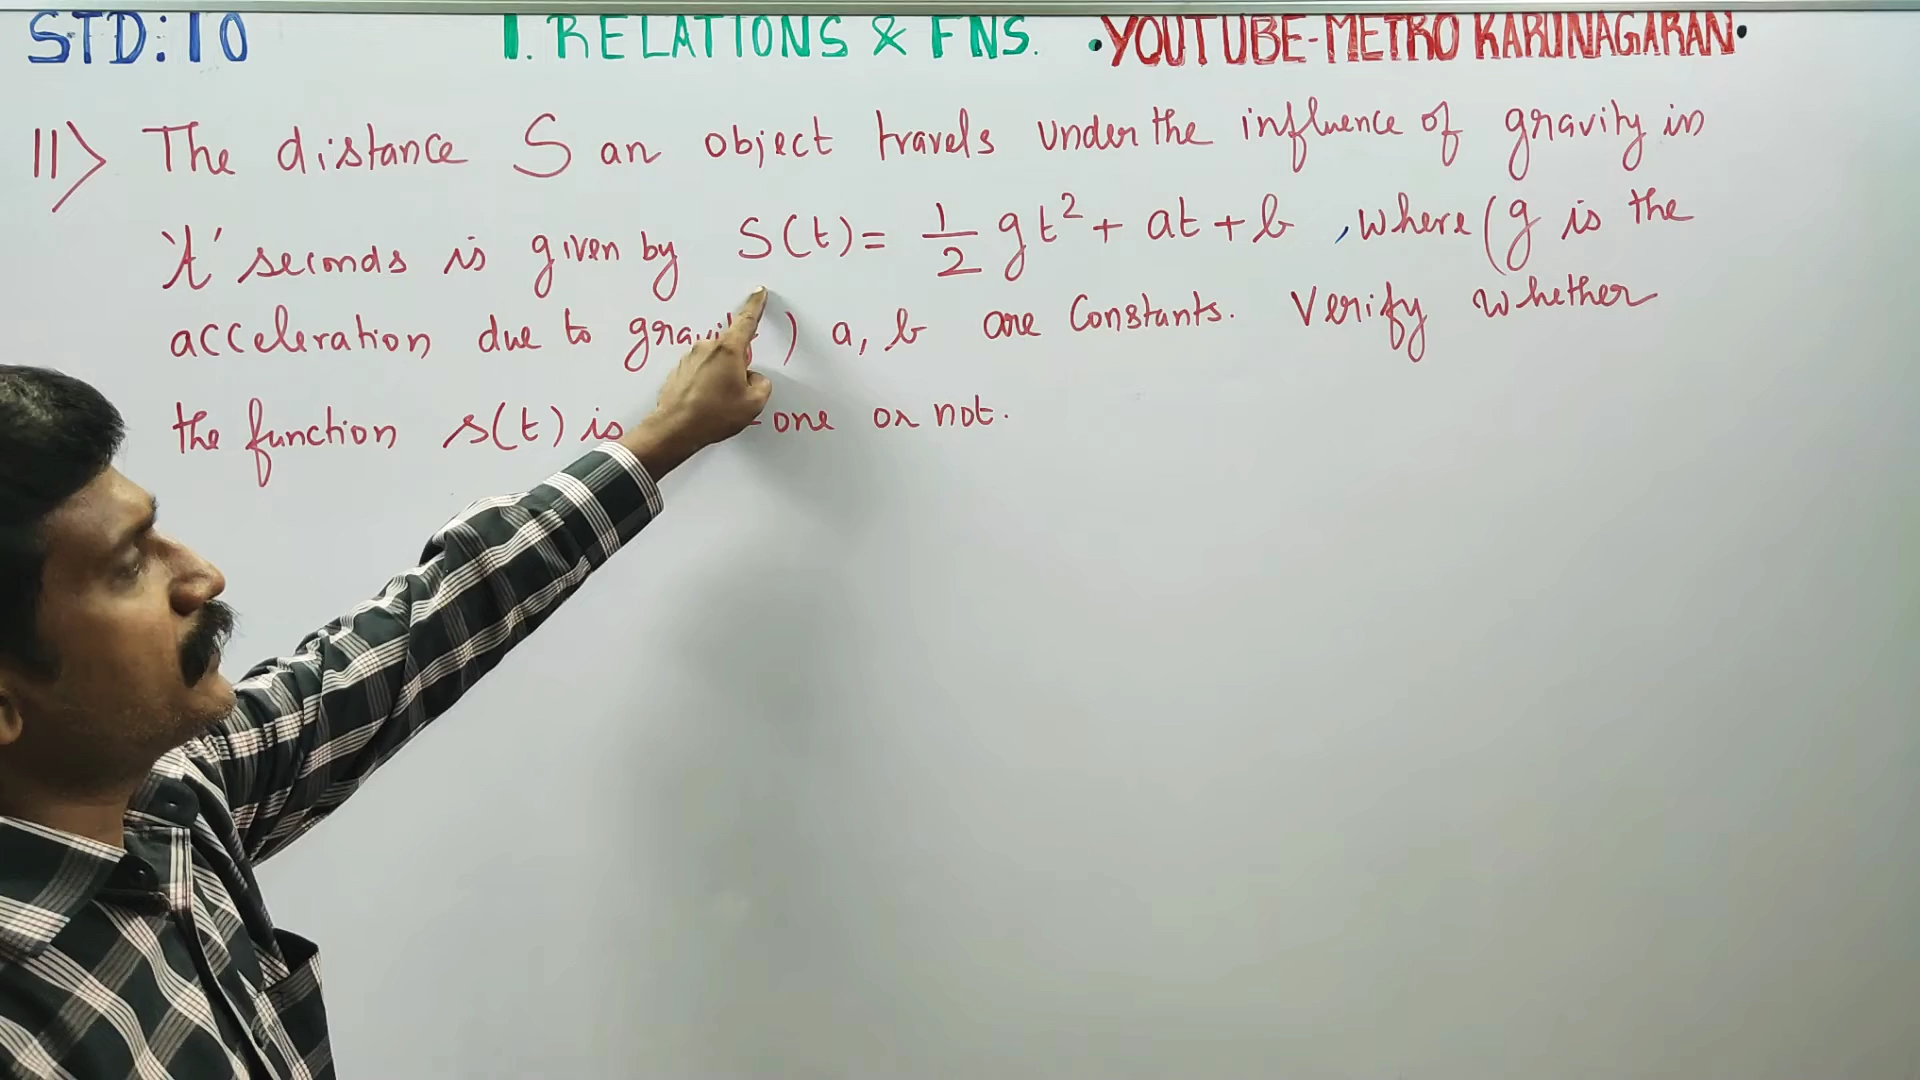 STD:10 1. RELATIONS & FNS. •YOUTUBE-METRO KARUNAGARAN•
11) The distance S an object travels under the influence of gravity in
't' seconds is given by S(t) = 1/2 gt² + at + b , where (g is the
acceleration due to gravity) a, b are Constants. Verify whether
the function s(t) is one or not.